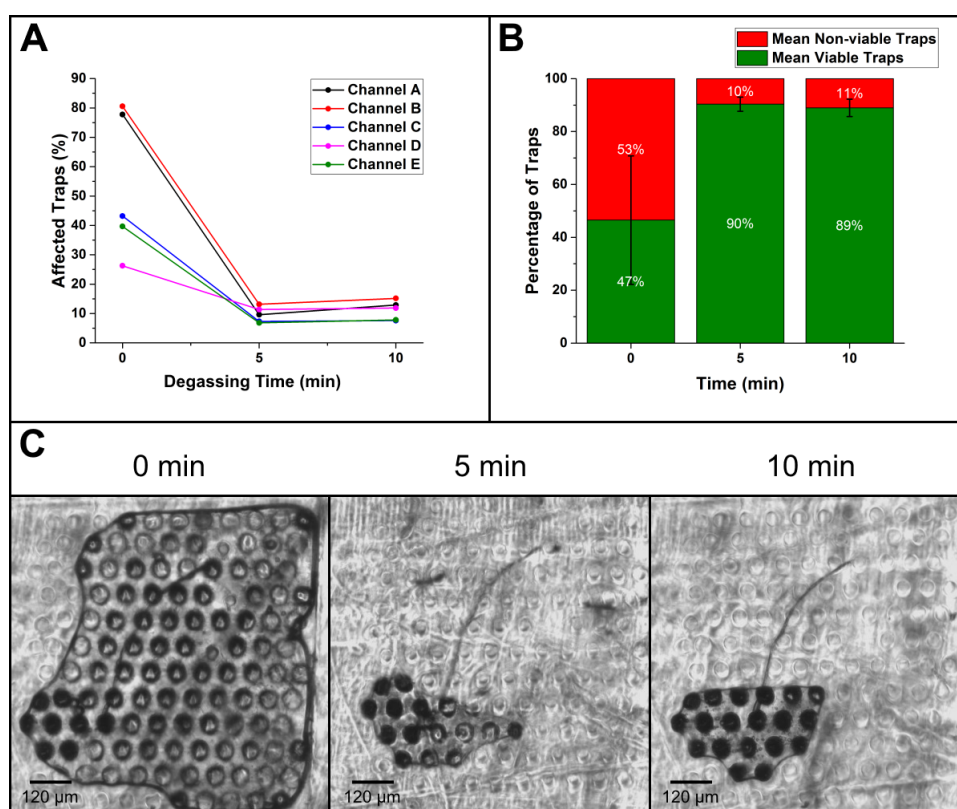 A
Channel A
Channel B
Channel C
Channel D
Channel E
90
80
70
60
50
40
30
20
10
0
Affected Traps (%)
0 5 10
Degassing Time (min)
B
Mean Non-viable Traps
Mean Viable Traps
100
80
60
40
20
0
Percentage of Traps
53%
47%
10%
90%
11%
89%
0 5 10
Time (min)
C
0 min 5 min 10 min
120 µm 120 µm 120 µm